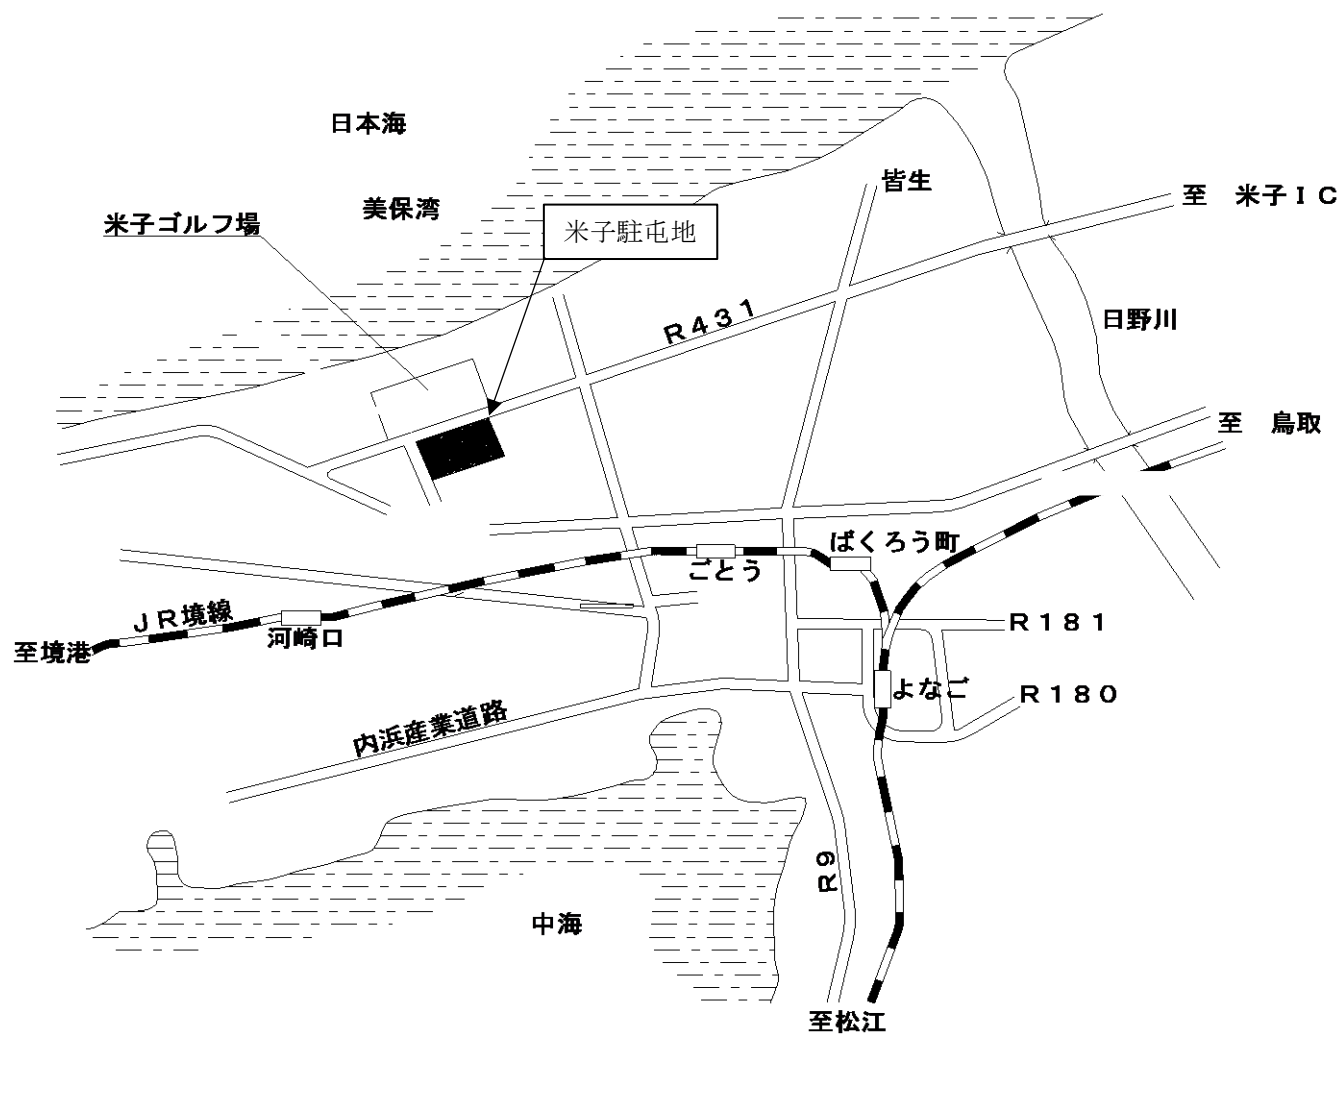 日本海
皆生
至　米子ＩＣ
美保湾
米子ゴルフ場
米子駐屯地
Ｒ４３１
日野川
至　鳥取
ばくろう町
ごとう
ＪＲ境線
河崎口
至境港
Ｒ１８１
よなご
Ｒ１８０
内浜産業道路
Ｒ９
中海
至松江